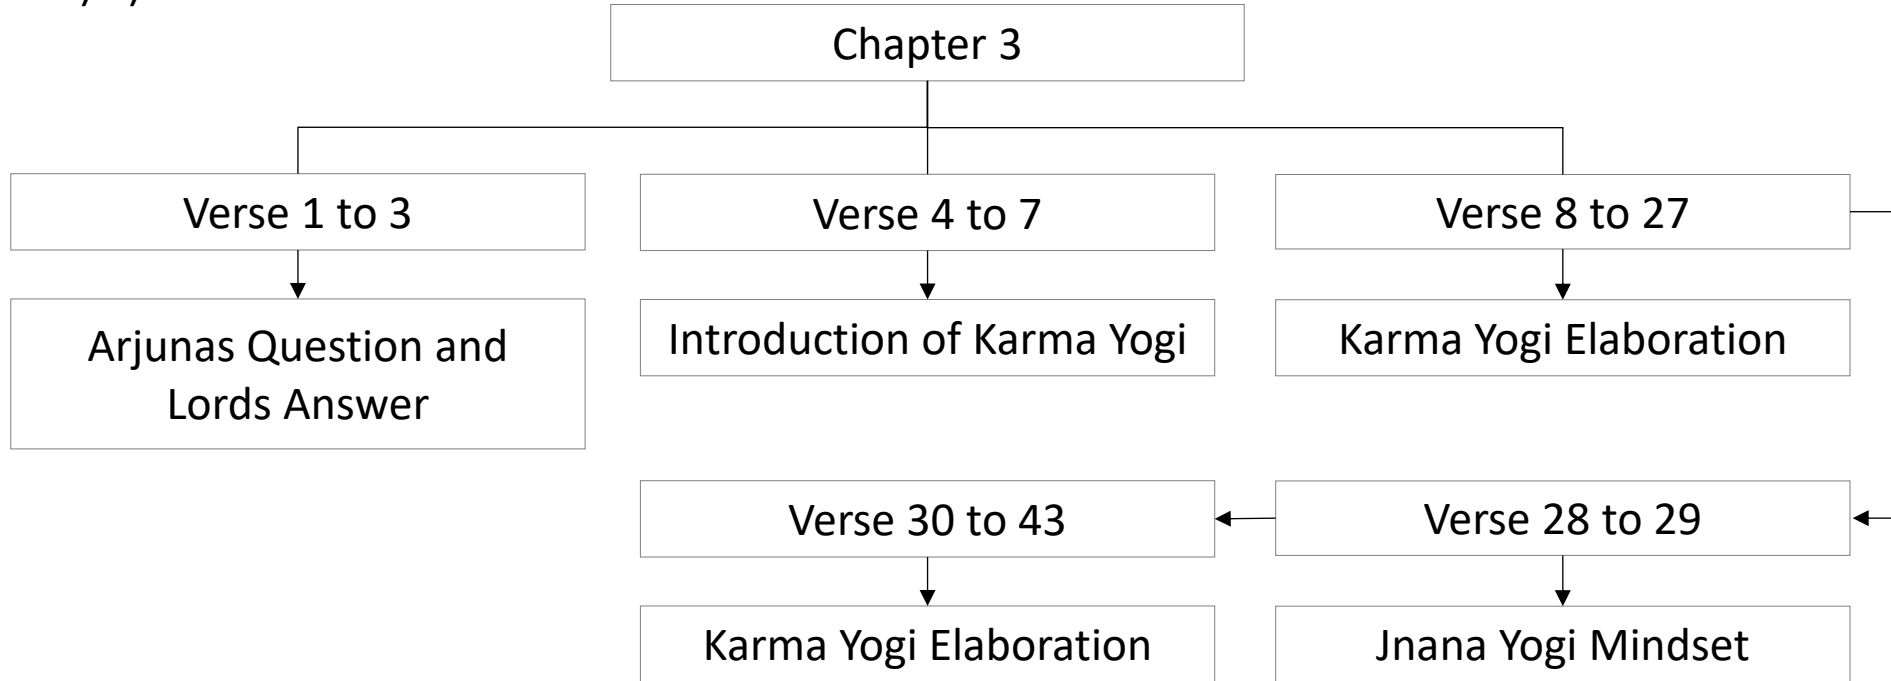 Chapter 3
Verse 1 to 3
Verse 4 to 7
Verse 8 to 27
Arjunas Question and
Lords Answer
Introduction of Karma Yogi
Karma Yogi Elaboration
Verse 30 to 43
Verse 28 to 29
Karma Yogi Elaboration
Jnana Yogi Mindset